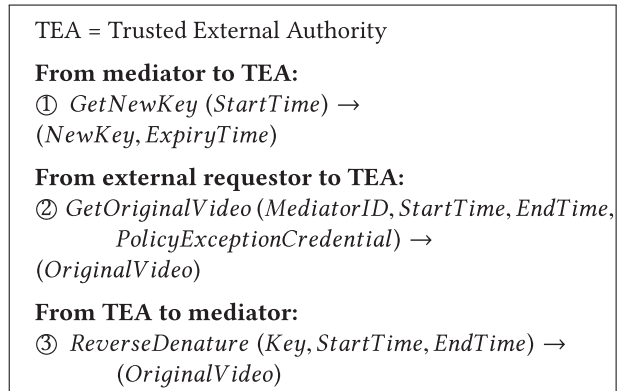 TEA = Trusted External Authority
From mediator to TEA:
① GetNewKey (StartTime) →
(NewKey, ExpiryTime)
From external requestor to TEA:
② GetOriginalVideo (MediatorID, StartTime, EndTime,
PolicyExceptionCredential) →
(OriginalVideo)
From TEA to mediator:
③ ReverseDenature (Key, StartTime, EndTime) →
(OriginalVideo)